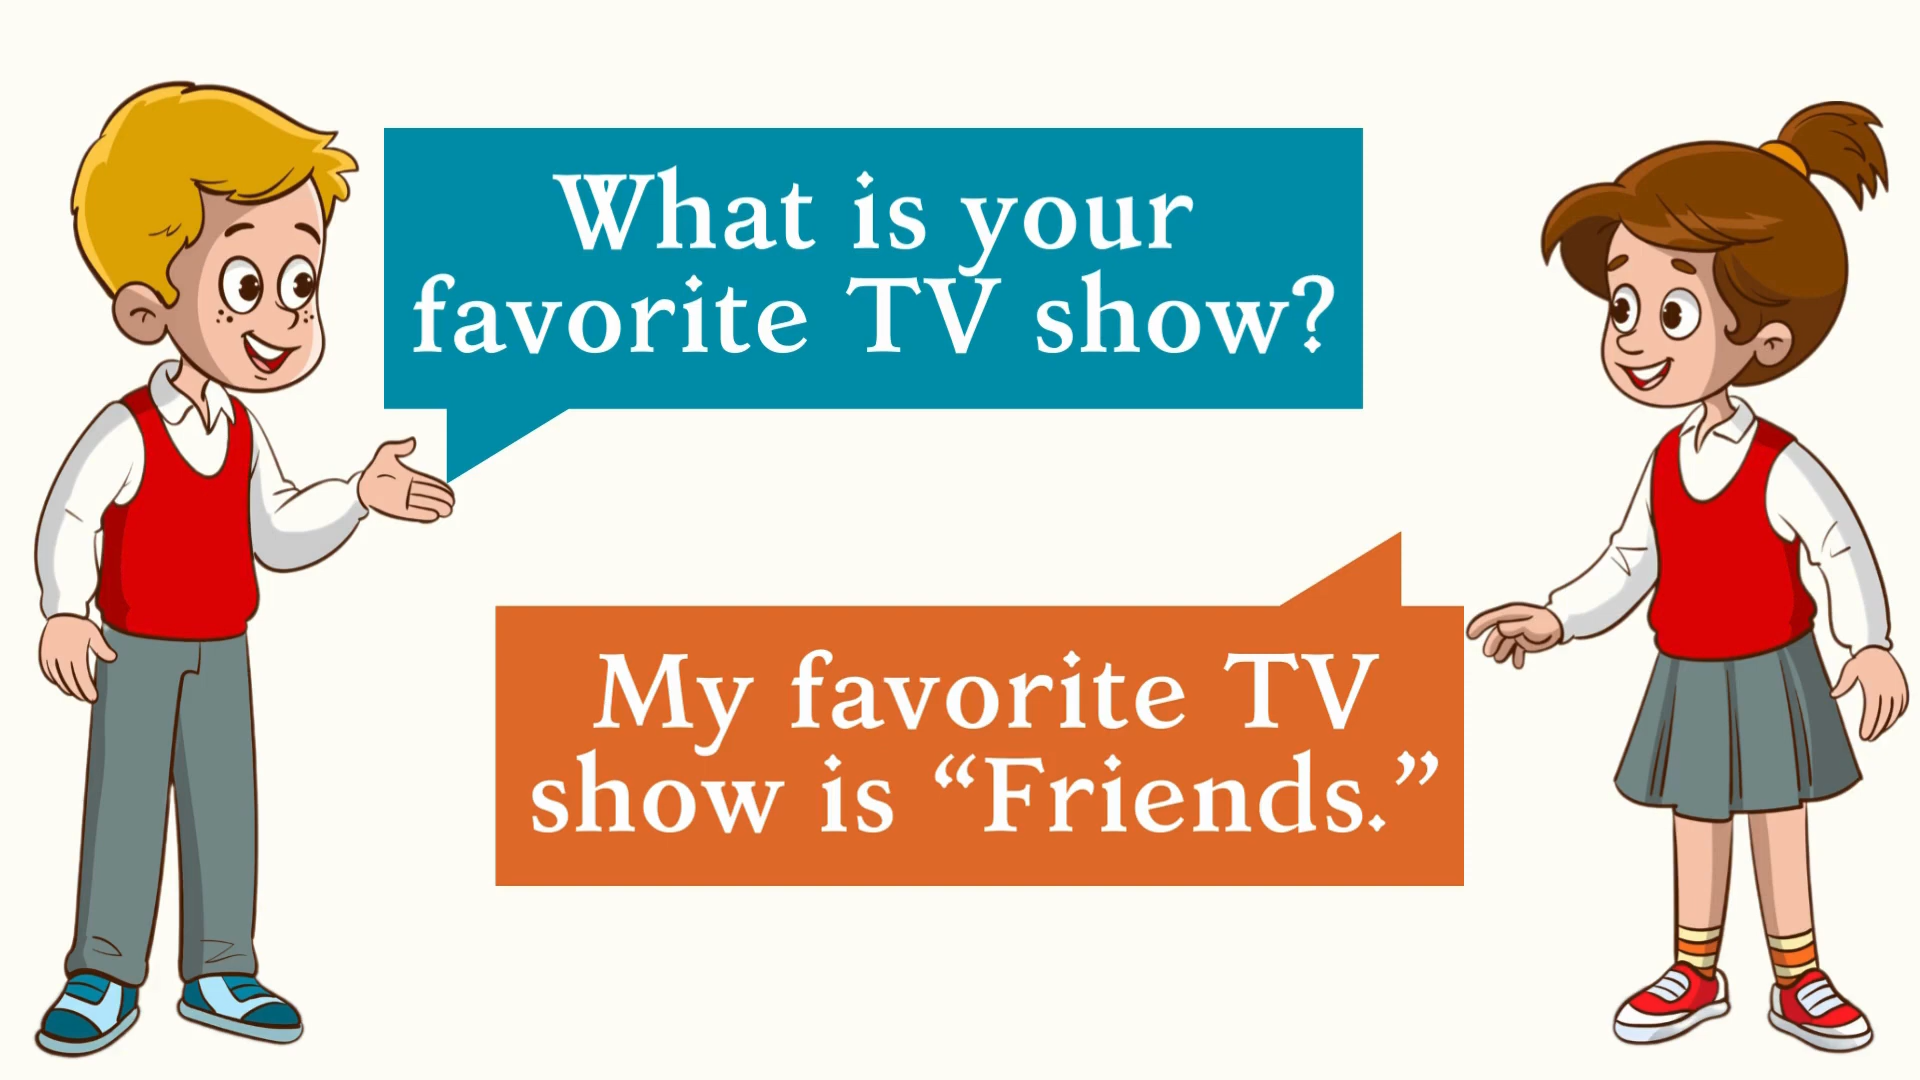 What is your
favorite TV show?
My favorite TV
show is “Friends.”